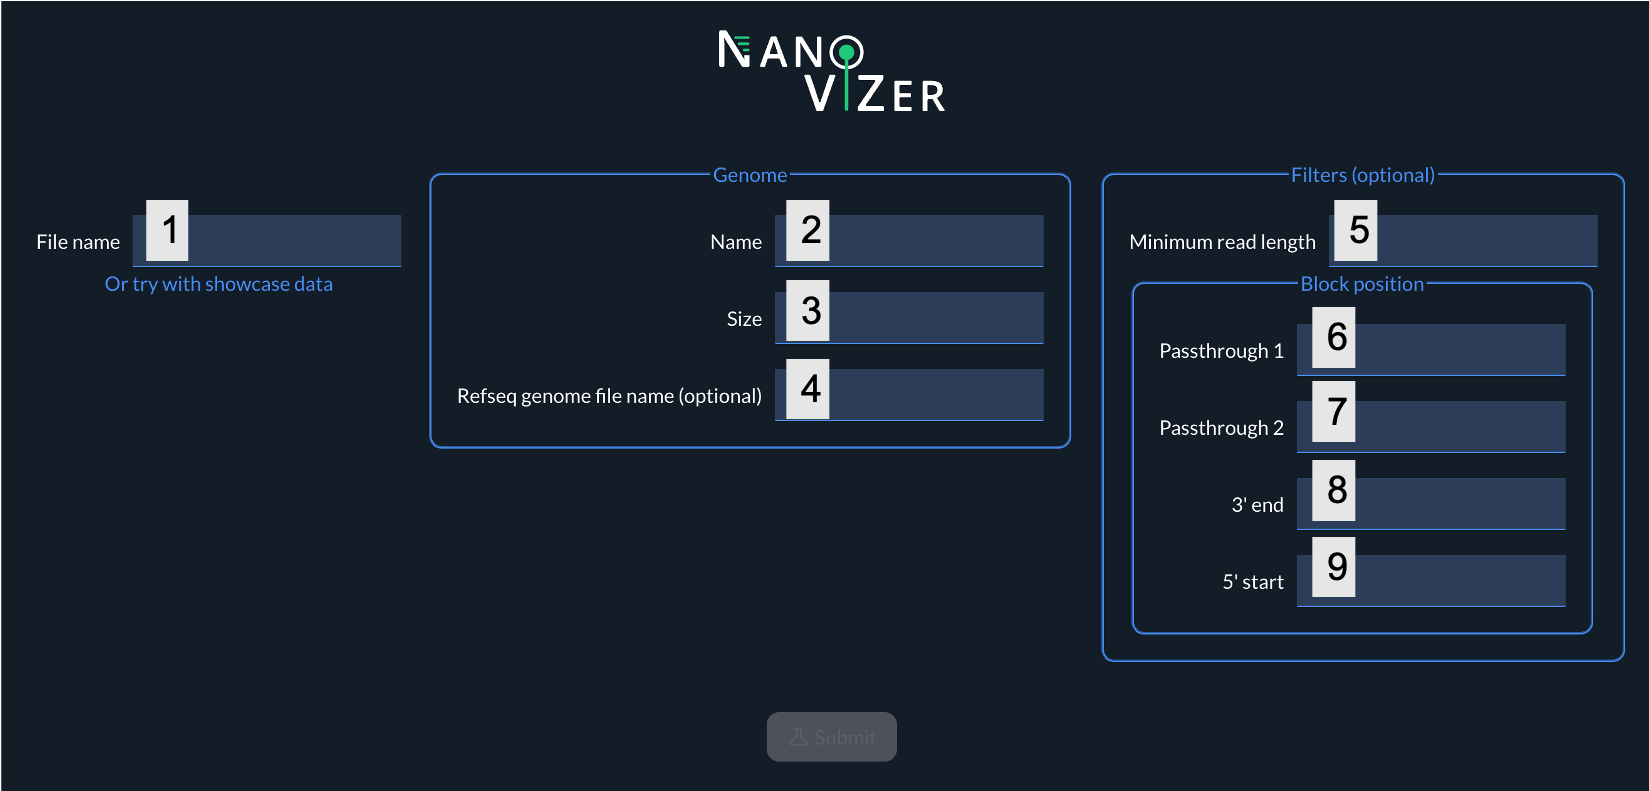 NANO
VIZER
File name
1
Or try with showcase data
Genome
Name
2
Size
3
Refseq genome file name (optional)
4
Filters (optional)
Minimum read length
5
Block position
Passthrough 1
6
Passthrough 2
7
3' end
8
5' start
9
Submit